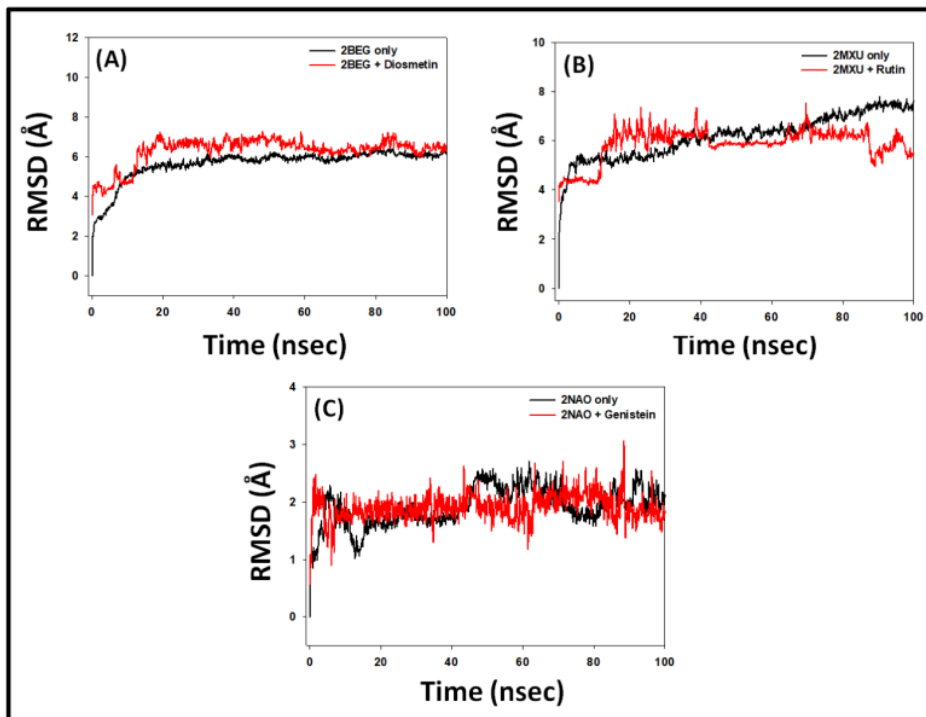 (A)
2BEG only
2BEG + Diosmetin
12
10
8
6
4
2
0
RMSD (Å)
0 20 40 60 80 100
Time (nsec)
(B)
2MXU only
2MXU + Rutin
10
8
6
4
2
0
RMSD (Å)
0 20 40 60 80 100
Time (nsec)
(C)
2NAO only
2NAO + Genistein
4
3
2
1
0
RMSD (Å)
0 20 40 60 80 100
Time (nsec)